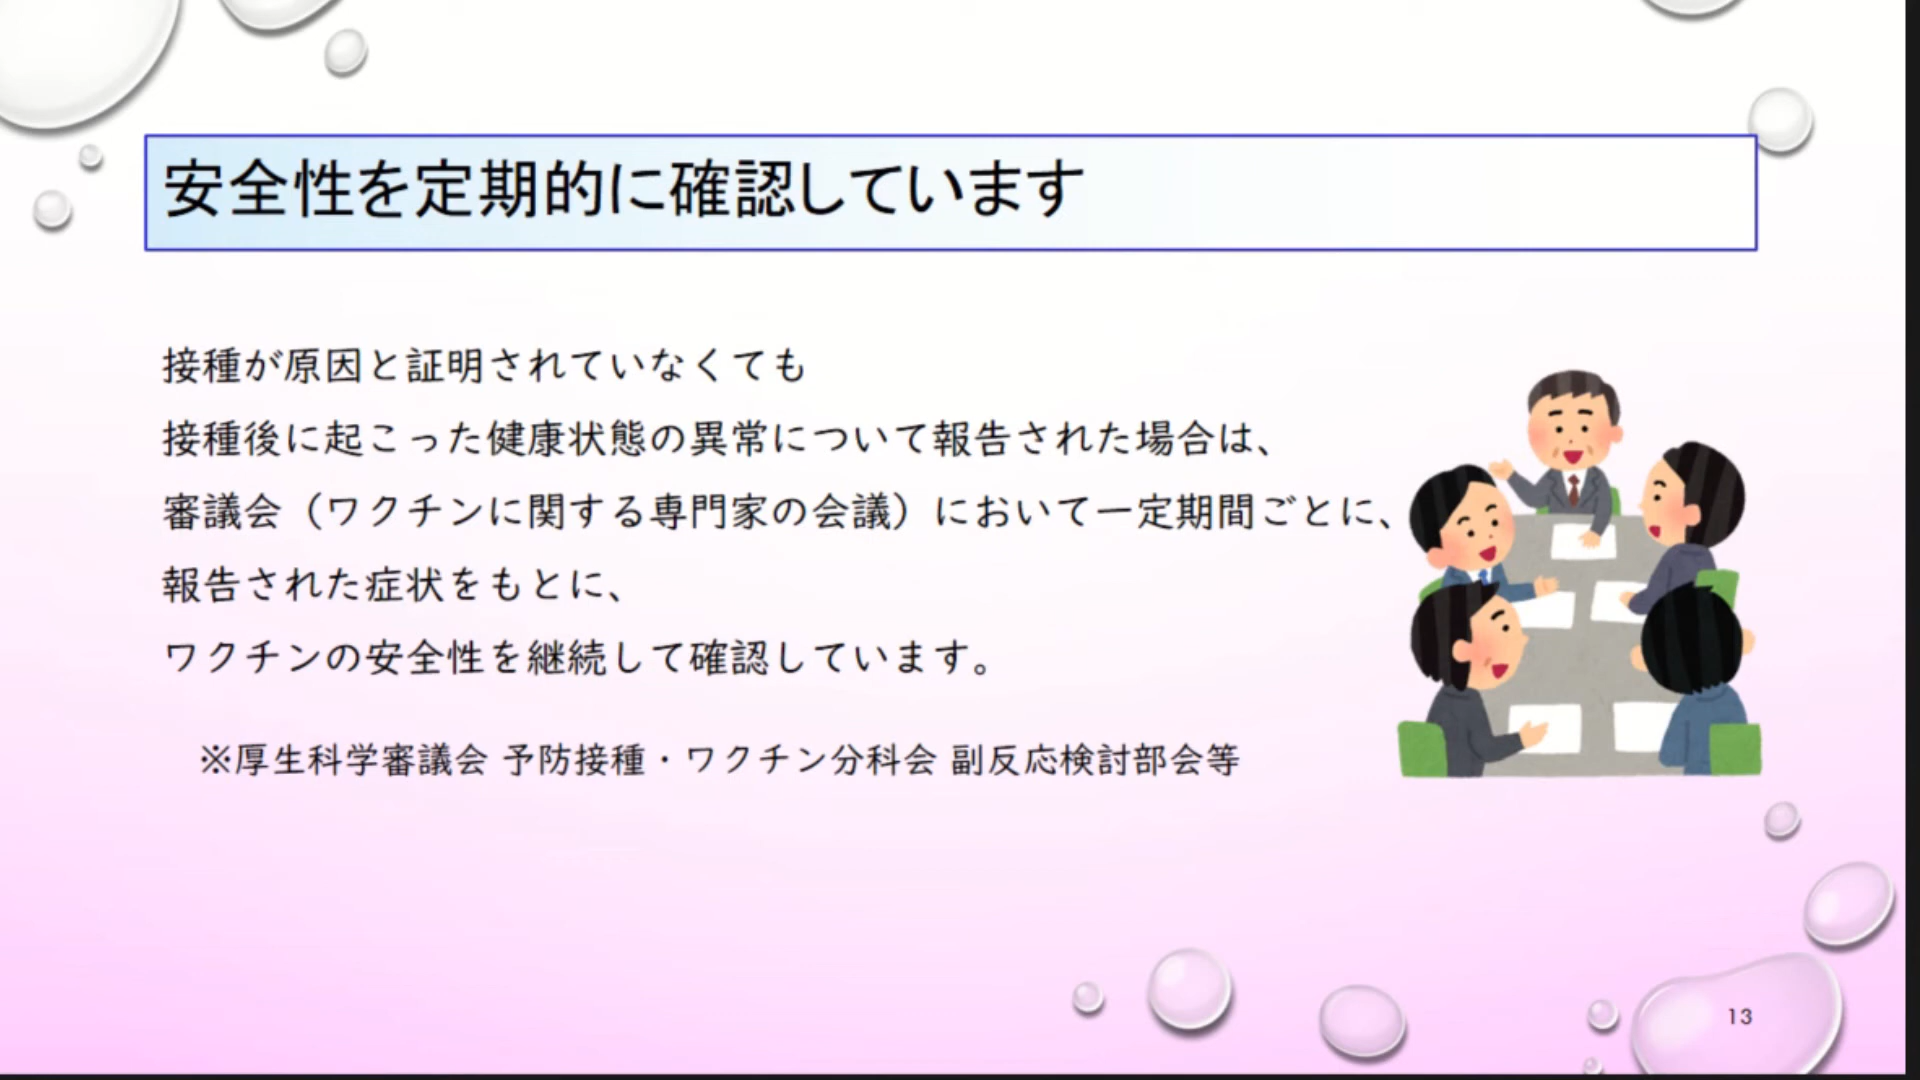 安全性を定期的に確認しています
接種が原因と証明されていなくても
接種後に起こった健康状態の異常について報告された場合は、
審議会（ワクチンに関する専門家の会議）において一定期間ごとに、
報告された症状をもとに、
ワクチンの安全性を継続して確認しています。
※厚生科学審議会 予防接種・ワクチン分科会 副反応検討部会等
13